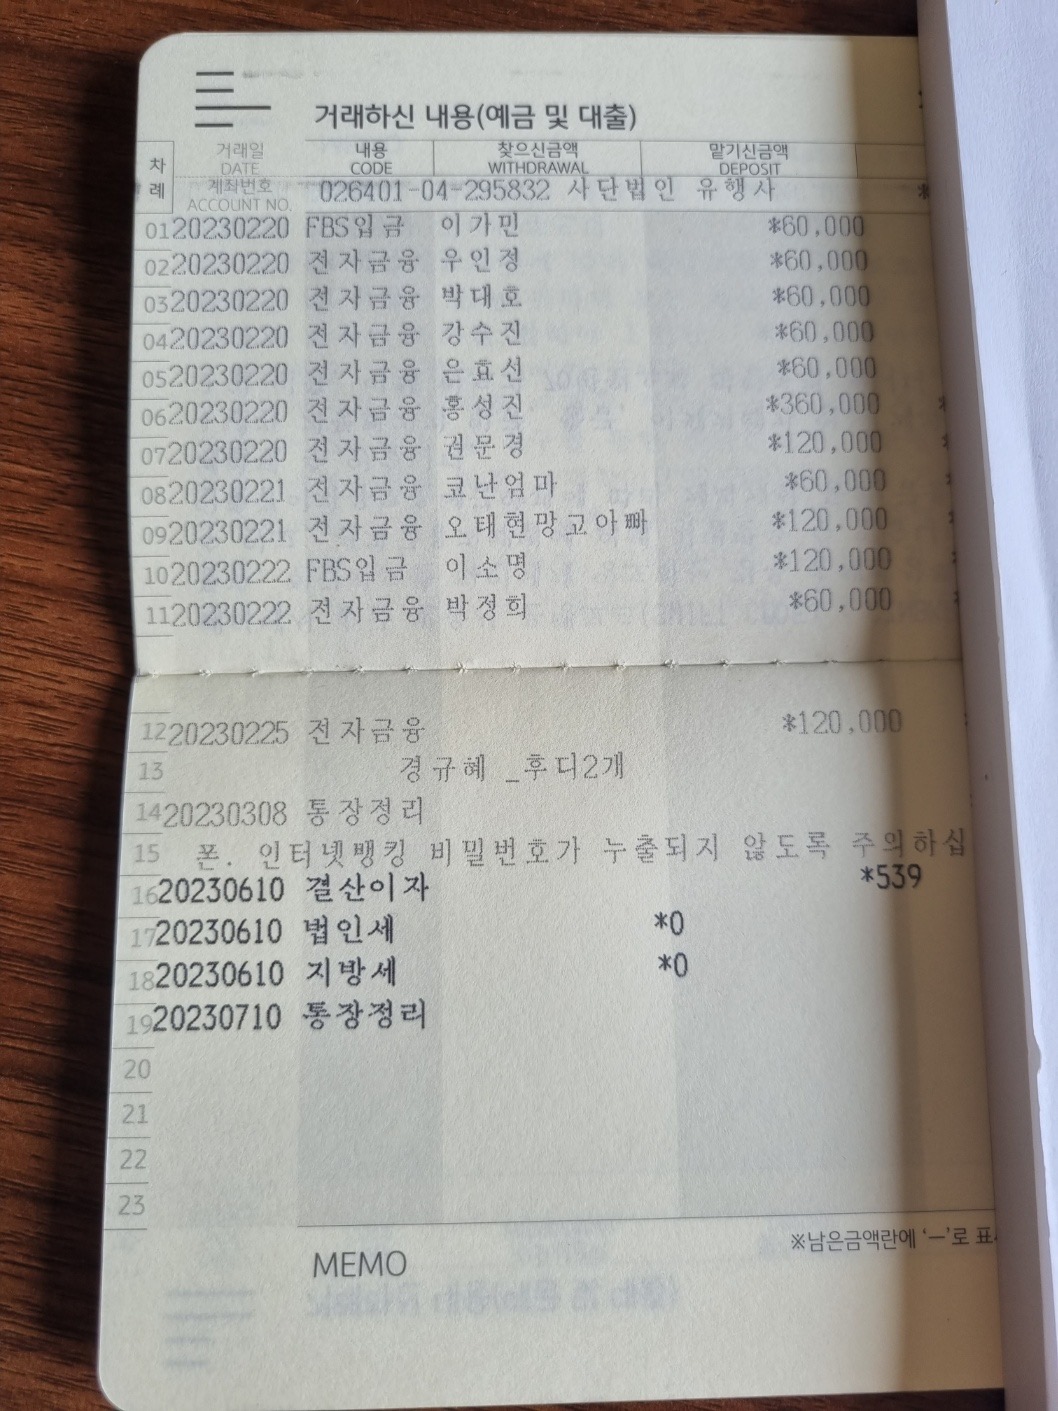 거래하신 내용(예금 및 대출)
차례 거래일 DATE 내용 CODE 찾으신금액 WITHDRAWAL 맡기신금액 DEPOSIT
계좌번호 ACCOUNT NO. 026401-04-295832 사단법인 유행사 *
01 20230220 FBS입금 이가민 *60,000
02 20230220 전자금융 우인정 *60,000
03 20230220 전자금융 박대호 *60,000
04 20230220 전자금융 강수진 *60,000
05 20230220 전자금융 은효선 *60,000
06 20230220 전자금융 홍성진 *360,000
07 20230220 전자금융 권문경 *120,000
08 20230221 전자금융 코난엄마 *60,000
09 20230221 전자금융 오태현망고아빠 *120,000
10 20230222 FBS입금 이소명 *120,000
11 20230222 전자금융 박정희 *60,000
12 20230225 전자금융 *120,000
13 경규혜 _후디2개
14 20230308 통장정리
15 폰. 인터넷뱅킹 비밀번호가 누출되지 않도록 주의하십
16 20230610 결산이자 *539
17 20230610 법인세 *0
18 20230610 지방세 *0
19 20230710 통장정리
20
21
22
23
※남은금액란에 '-'로 표
MEMO